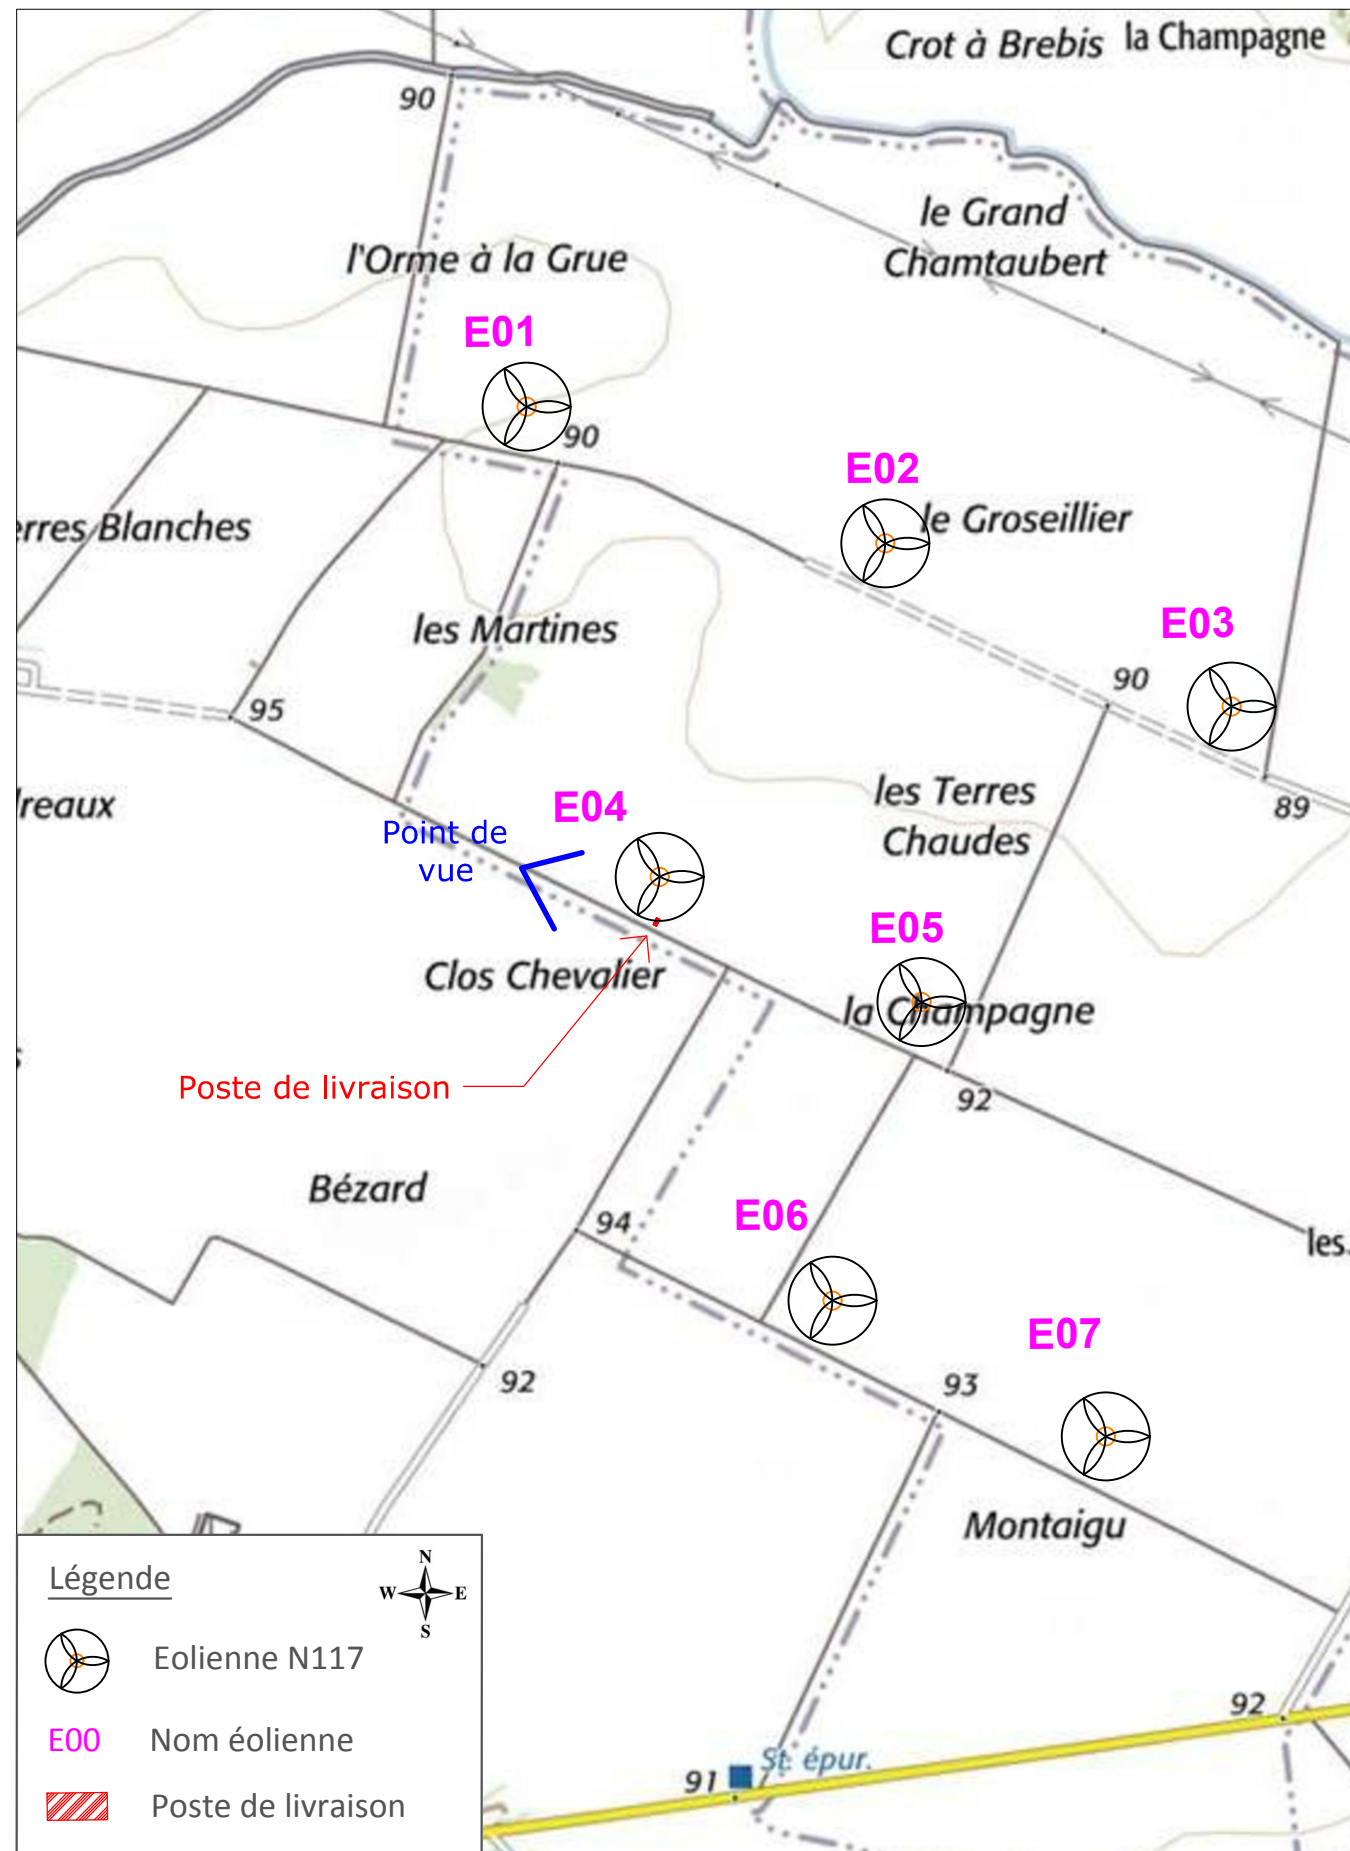 Crot à Brebis
la Champagne
90
le Grand
Chamtaubert
l'Orme à la Grue
E01
90
E02
le Groseillier
erres Blanches
E03
les Martines
90
95
les Terres
Chaudes
89
reaux
E04
Point de
vue
E05
Clos Chevalier
la Champagne
Poste de livraison
92
Bézard
94
E06
les
E07
92
93
Montaigu
92
St. épur.
91
Légende
N
W
E
S
Eolienne N117
E00
Nom éolienne
Poste de livraison